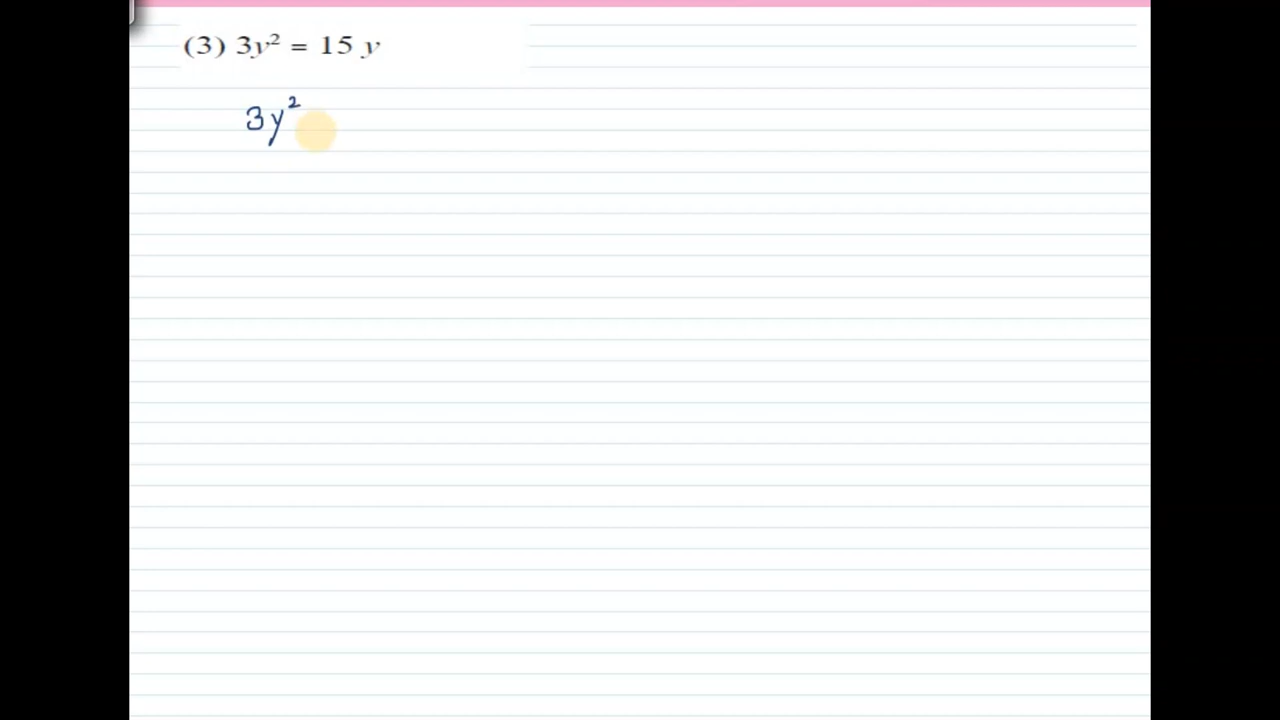 (3) 3y² = 15 y
3y²